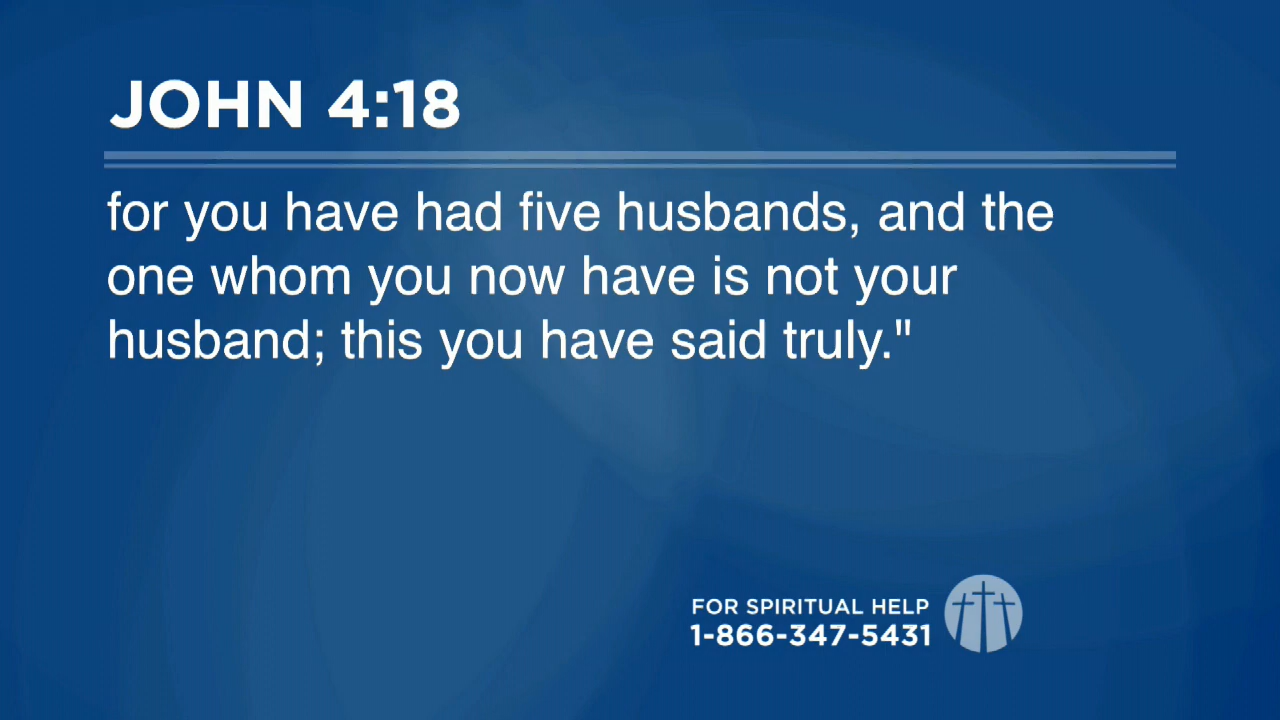 JOHN 4:18
for you have had five husbands, and the
one whom you now have is not your
husband; this you have said truly."
FOR SPIRITUAL HELP
1-866-347-5431